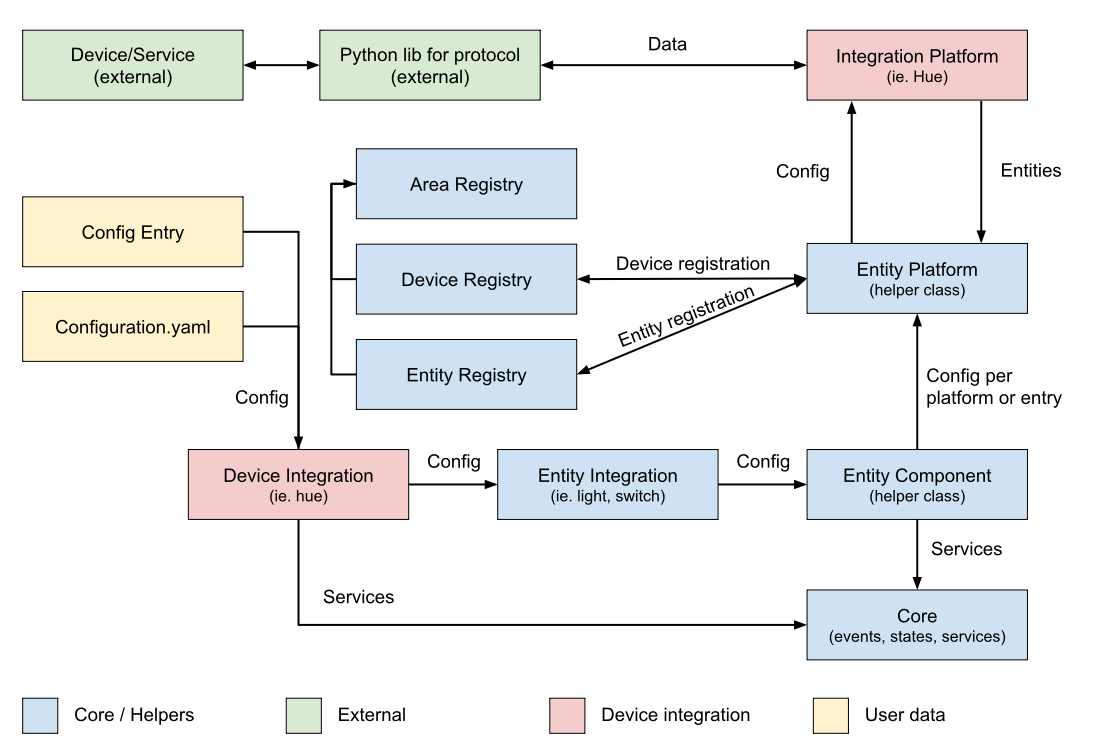 Device/Service
(external)
Python lib for protocol
(external)
Data
Integration Platform
(ie. Hue)
Config
Entities
Area Registry
Config Entry
Device Registry
Device registration
Entity Platform
(helper class)
Configuration.yaml
Entity registration
Entity Registry
Config
Config per
platform or entry
Device Integration
(ie. hue)
Config
Entity Integration
(ie. light, switch)
Config
Entity Component
(helper class)
Services
Services
Core
(events, states, services)
Core / Helpers
External
Device integration
User data